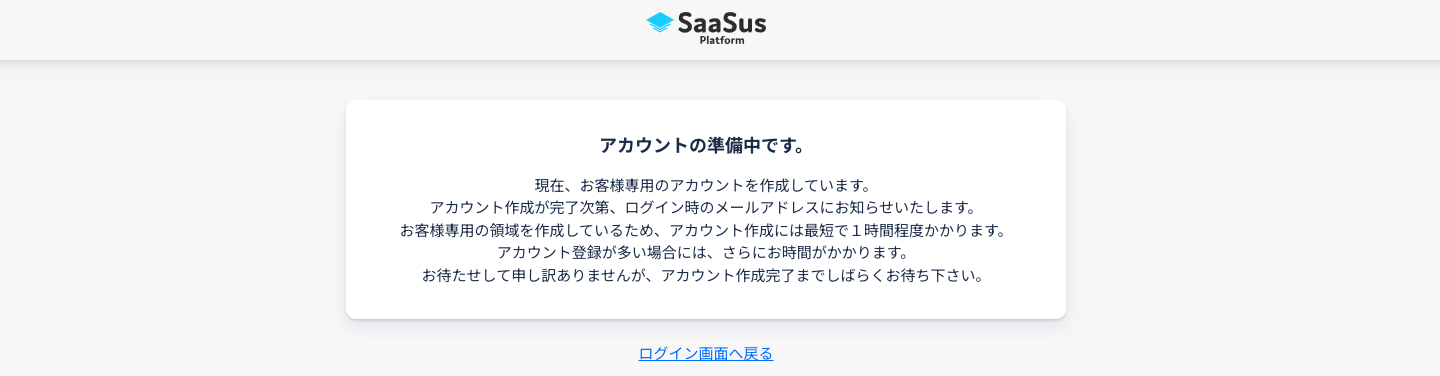 SaaSus
Platform
アカウントの準備中です。
現在、お客様専用のアカウントを作成しています。
アカウント作成が完了次第、ログイン時のメールアドレスにお知らせいたします。
お客様専用の領域を作成しているため、アカウント作成には最短で１時間程度かかります。
アカウント登録が多い場合には、さらにお時間がかかります。
お待たせして申し訳ありませんが、アカウント作成完了までしばらくお待ち下さい。
ログイン画面へ戻る